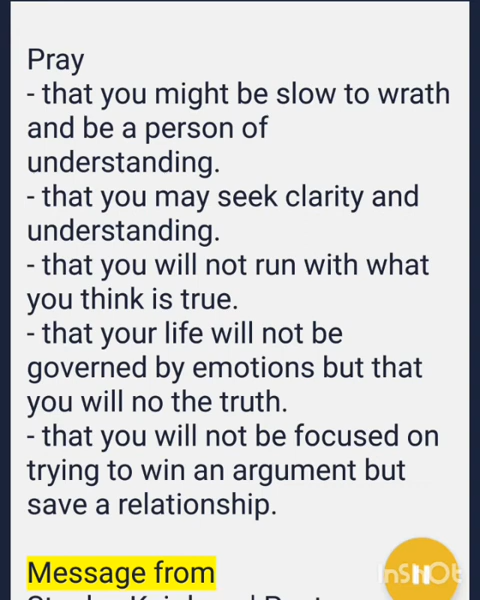 Pray
- that you might be slow to wrath
and be a person of
understanding.
- that you may seek clarity and
understanding.
- that you will not run with what
you think is true.
- that your life will not be
governed by emotions but that
you will no the truth.
- that you will not be focused on
trying to win an argument but
save a relationship.
Message from
InSHOt